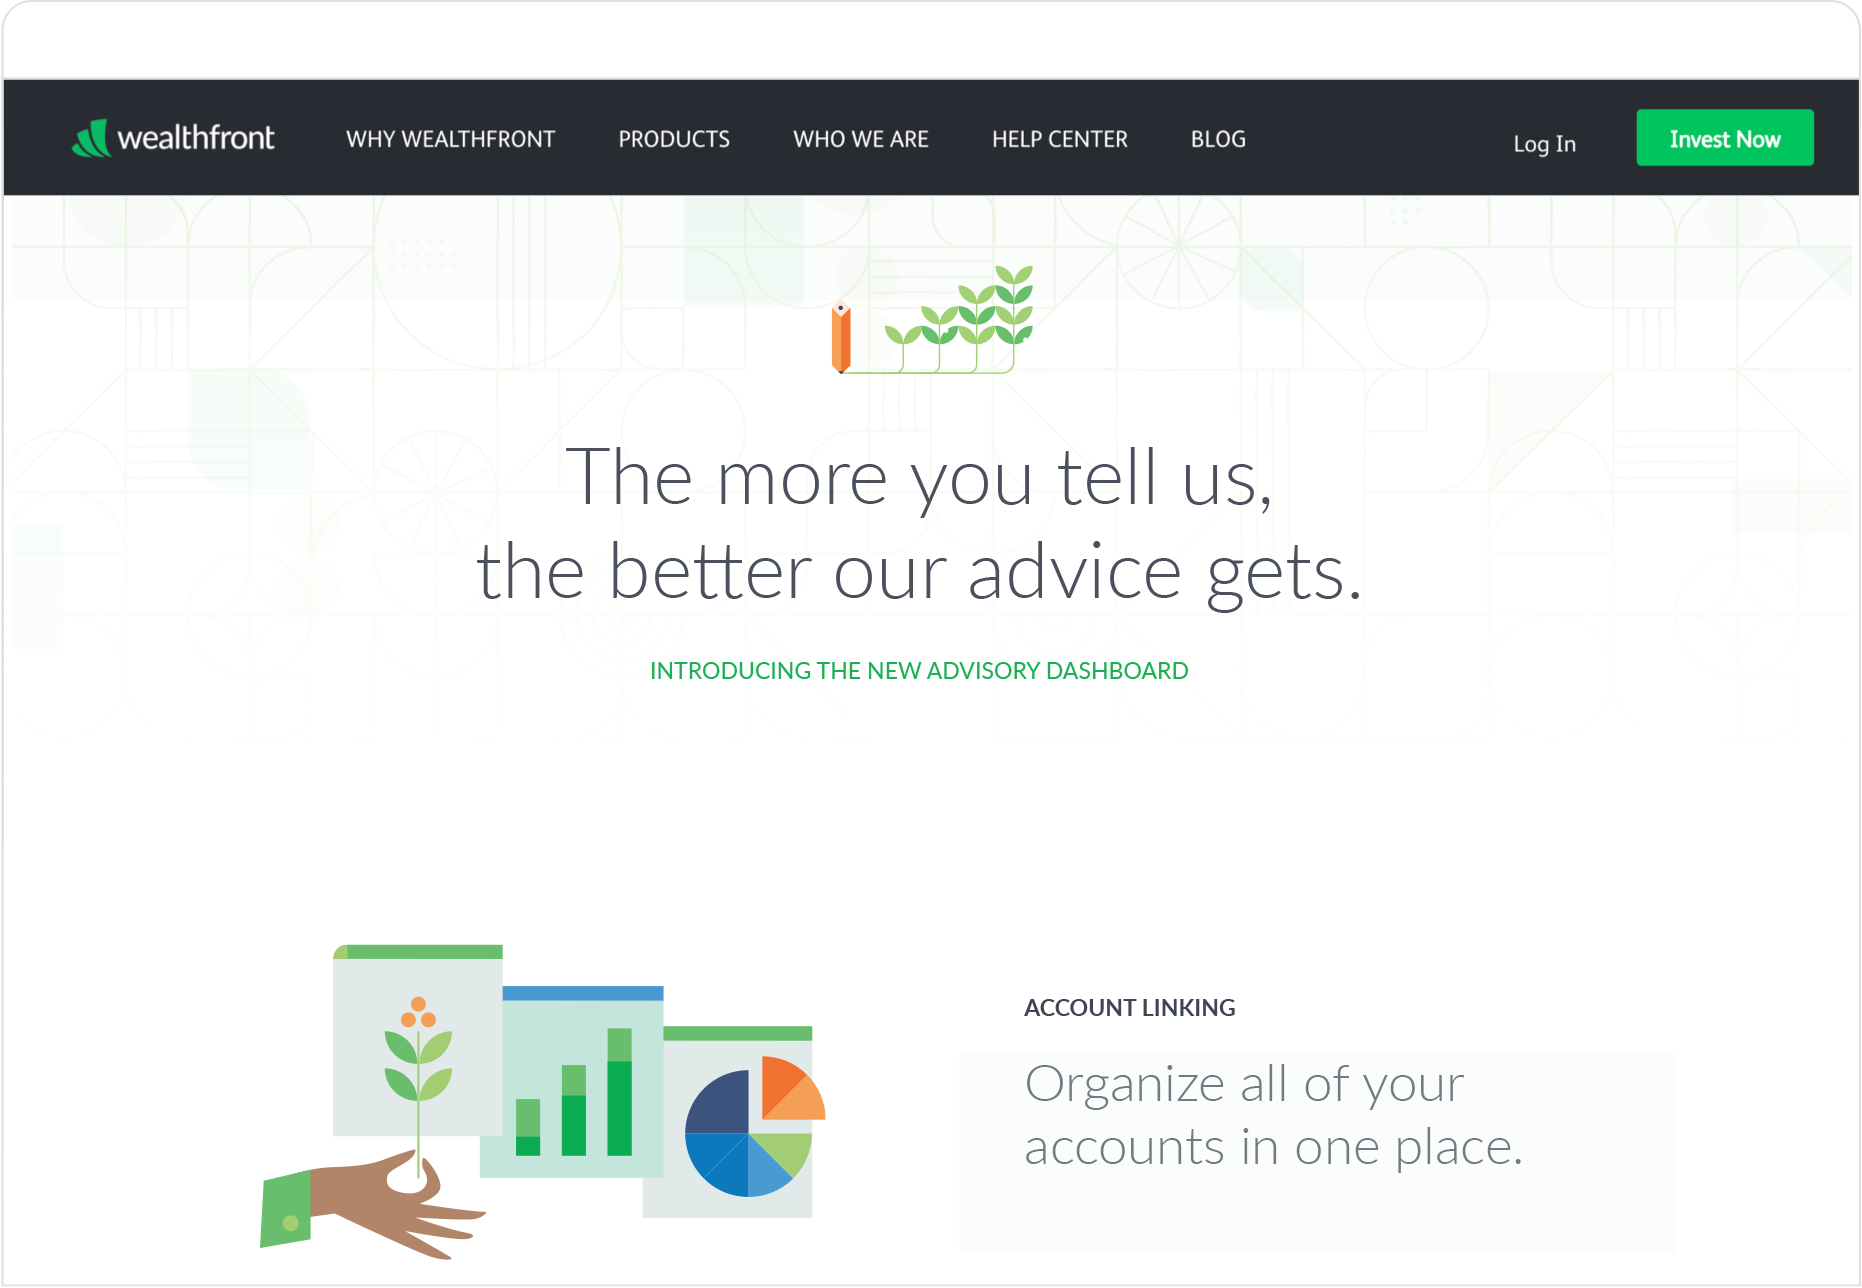 wealthfront
WHY WEALTHFRONT
PRODUCTS
WHO WE ARE
HELP CENTER
BLOG
Log In
Invest Now
The more you tell us,
the better our advice gets.
INTRODUCING THE NEW ADVISORY DASHBOARD
ACCOUNT LINKING
Organize all of your
accounts in one place.